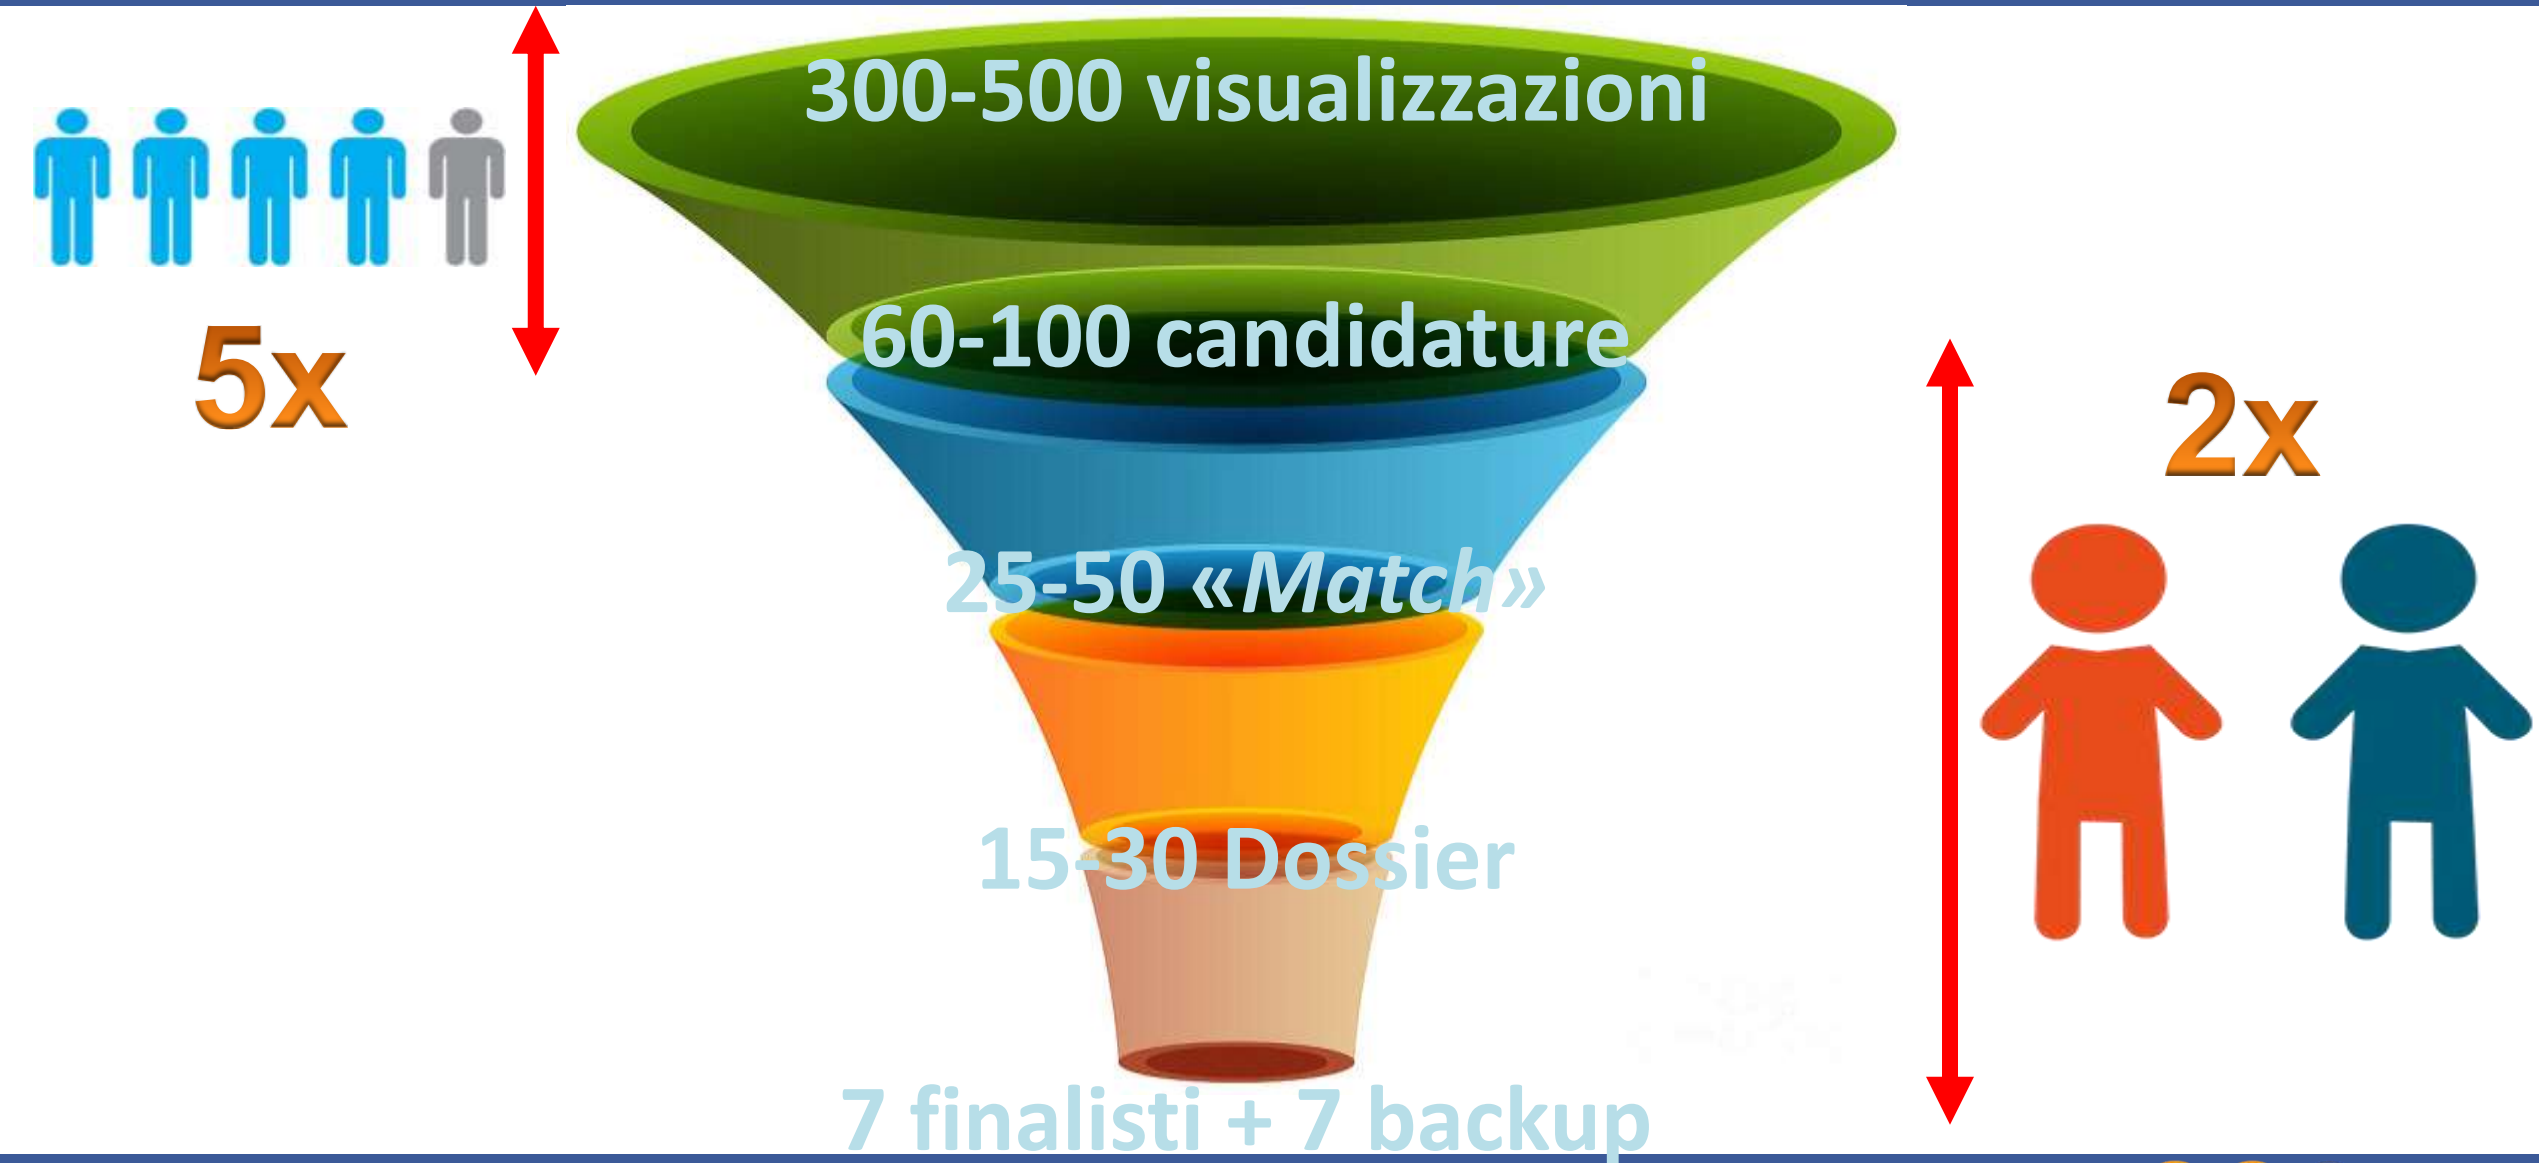 300-500 visualizzazioni
5x
60-100 candidature
2x
25-50 «Match»
15-30 Dossier
7 finalisti + 7 backup